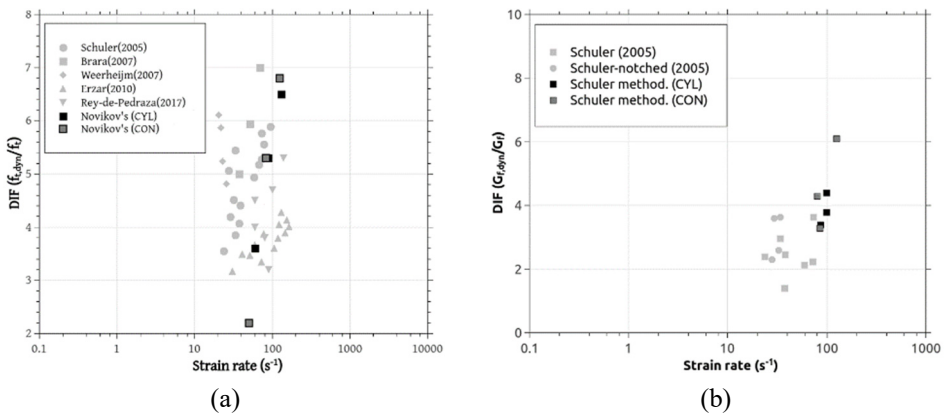 8
7
6
5
4
3
2
DIF (ft,dyn/ft)
Schuler(2005)
Brara(2007)
Weerheijm(2007)
Erzar(2010)
Rey-de-Pedraza(2017)
Novikov's (CYL)
Novikov's (CON)
0.1 1 10 100 1000 10000
Strain rate (s⁻¹)
(a)
10
8
6
4
2
0
DIF (Gf,dyn/Gf)
Schuler (2005)
Schuler-notched (2005)
Schuler method. (CYL)
Schuler method. (CON)
0.1 1 10 100 1000
Strain rate (s⁻¹)
(b)